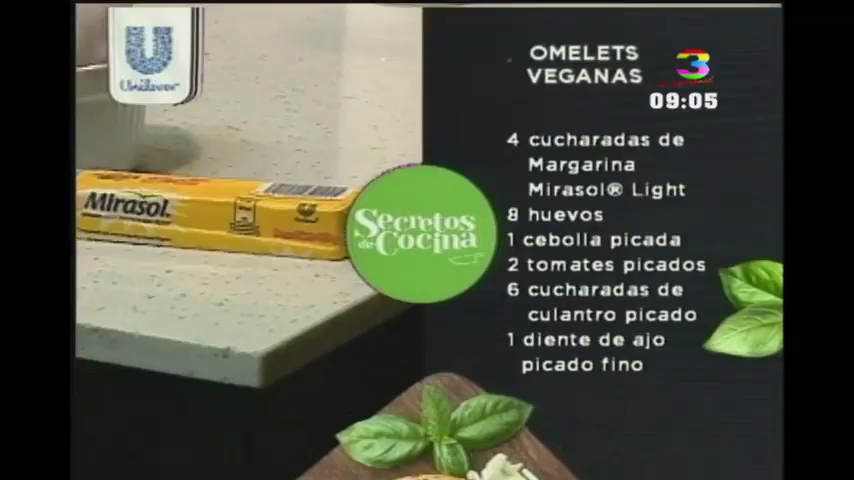 Unilever
OMELETS
VEGANAS
3
09:05
4 cucharadas de
Margarina
Mirasol® Light
8 huevos
1 cebolla picada
2 tomates picados
6 cucharadas de
culantro picado
1 diente de ajo
picado fino
Mirasol.
Secretos
de Cocina